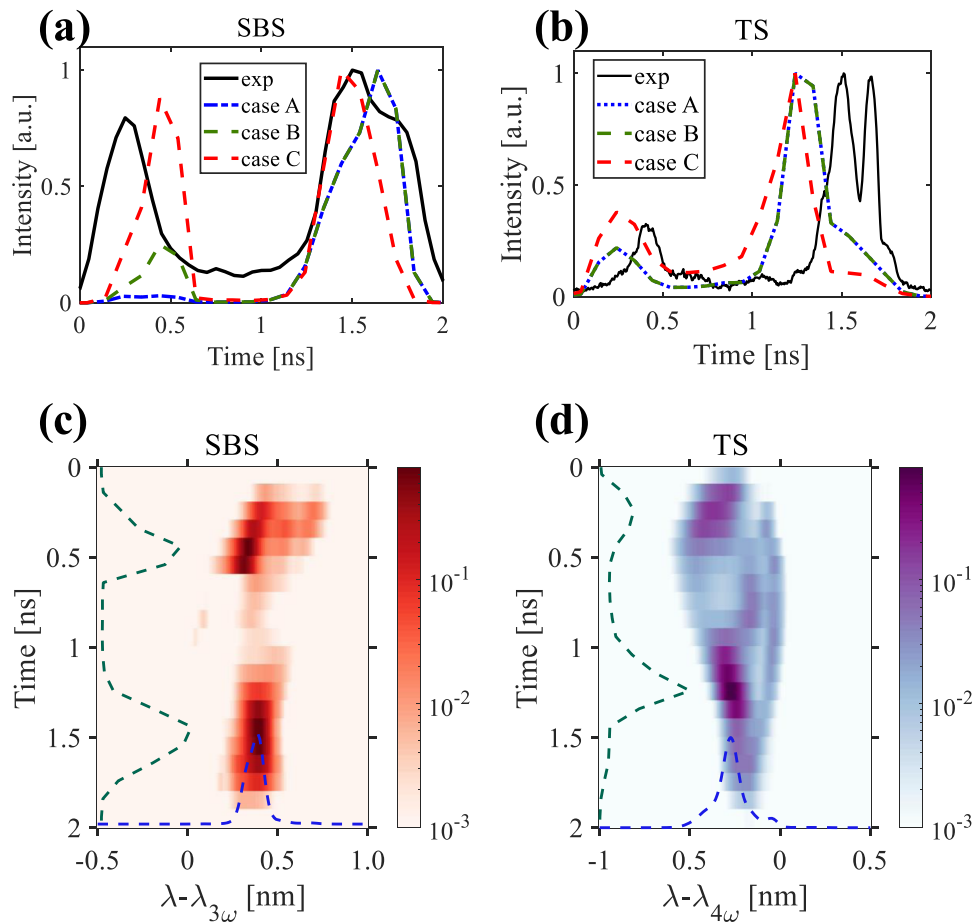 (a)
SBS
Intensity [a.u.]
1
0.5
0
exp
case A
case B
case C
0
0.5
1
1.5
2
Time [ns]
(b)
TS
Intensity [a.u.]
1
0.5
0
exp
case A
case B
case C
0
0.5
1
1.5
2
Time [ns]
(c)
SBS
Time [ns]
0
0.5
1
1.5
2
-0.5
0
0.5
1.0
λ-λ3ω [nm]
10-1
10-2
10-3
(d)
TS
Time [ns]
0
0.5
1
1.5
2
-1
0.5
0
0.5
λ-λ4ω [nm]
10-1
10-2
10-3